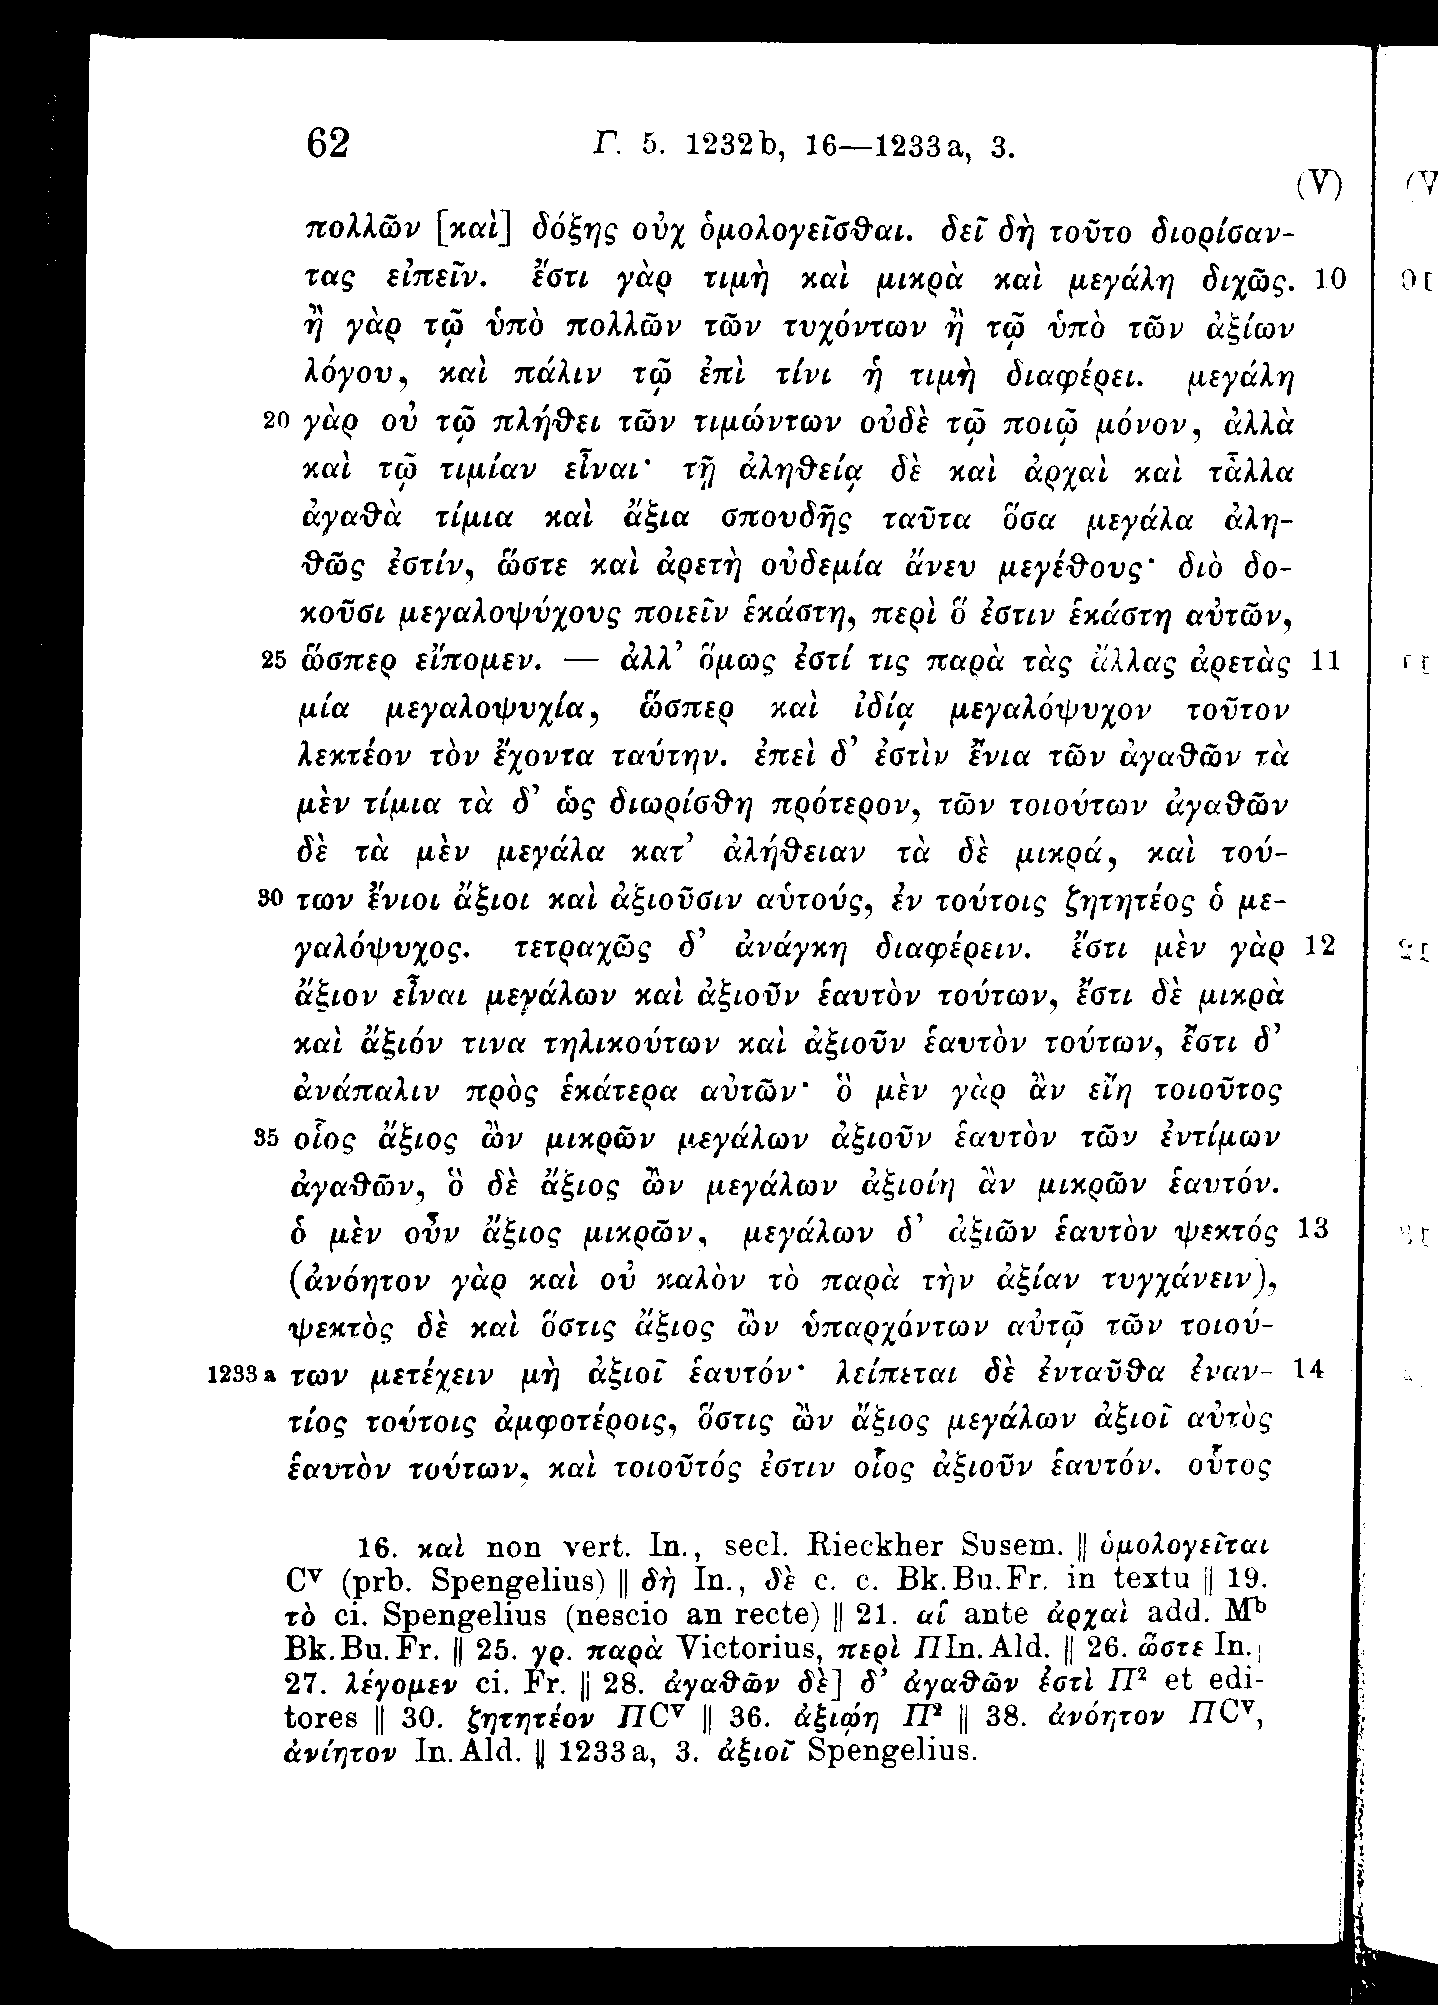 62 Γ. 5. 1232b, 16—1233a, 3.
(V)
πολλῶν [καὶ] δόξης οὐχ ὁμολογεῖσθαι. δεῖ δὴ τοῦτο διορίσαν-
τας εἰπεῖν. ἔστι γὰρ τιμὴ καὶ μικρὰ καὶ μεγάλη διχῶς. 10
ἢ γὰρ τῷ ὑπὸ πολλῶν τῶν τυχόντων ἢ τῷ ὑπὸ τῶν ἀξίων
λόγου, καὶ πάλιν τῷ ἐπὶ τίνι ἡ τιμὴ διαφέρει. μεγάλη
20 γὰρ οὐ τῷ πλήθει τῶν τιμώντων οὐδὲ τῷ ποιῷ μόνον, ἀλλὰ
καὶ τῷ τιμίαν εἶναι· τῇ ἀληθείᾳ δὲ καὶ ἀρχαὶ καὶ τἆλλα
ἀγαθὰ τίμια καὶ ἄξια σπουδῆς ταῦτα ὅσα μεγάλα ἀλη-
θῶς ἐστίν, ὥστε καὶ ἀρετὴ οὐδεμία ἄνευ μεγέθους· διὸ δο-
κοῦσι μεγαλοψύχους ποιεῖν ἑκάστη, περὶ ὅ ἐστιν ἑκάστη αὐτῶν,
25 ὥσπερ εἴπομεν. — ἀλλ’ ὅμως ἐστί τις παρὰ τὰς ἄλλας ἀρετὰς 11
μία μεγαλοψυχία, ὥσπερ καὶ ἰδίᾳ μεγαλόψυχον τοῦτον
λεκτέον τὸν ἔχοντα ταύτην. ἐπεὶ δ’ ἐστὶν ἔνια τῶν ἀγαθῶν τὰ
μὲν τίμια τὰ δ’ ὡς διωρίσθη πρότερον, τῶν τοιούτων ἀγαθῶν
δὲ τὰ μὲν μεγάλα κατ’ ἀλήθειαν τὰ δὲ μικρά, καὶ τού-
30 των ἔνιοι ἄξιοι καὶ ἀξιοῦσιν αὑτούς, ἐν τούτοις ζητητέος ὁ με-
γαλόψυχος. τετραχῶς δ’ ἀνάγκη διαφέρειν. ἔστι μὲν γὰρ 12
ἄξιον εἶναι μεγάλων καὶ ἀξιοῦν ἑαυτὸν τούτων, ἔστι δὲ μικρὰ
καὶ ἄξιόν τινα τηλικούτων καὶ ἀξιοῦν ἑαυτὸν τούτων, ἔστι δ’
ἀνάπαλιν πρὸς ἑκάτερα αὐτῶν· ὃ μὲν γὰρ ἂν εἴη τοιοῦτος
35 οἷος ἄξιος ὢν μικρῶν μεγάλων ἀξιοῦν ἑαυτὸν τῶν ἐντίμων
ἀγαθῶν, ὃ δὲ ἄξιος ὢν μεγάλων ἀξιοίη ἂν μικρῶν ἑαυτόν.
ὁ μὲν οὖν ἄξιος μικρῶν, μεγάλων δ’ ἀξιῶν ἑαυτὸν ψεκτός 13
(ἀνόητον γὰρ καὶ οὐ καλὸν τὸ παρὰ τὴν ἀξίαν τυγχάνειν),
ψεκτὸς δὲ καὶ ὅστις ἄξιος ὢν ὑπαρχόντων αὐτῷ τῶν τοιού-
1233a των μετέχειν μὴ ἀξιοῖ ἑαυτόν· λείπεται δὲ ἐνταῦθα ἐναν- 14
τίος τούτοις ἀμφοτέροις, ὅστις ὢν ἄξιος μεγάλων ἀξιοῖ αὐτὸς
ἑαυτὸν τούτων, καὶ τοιοῦτός ἐστιν οἷος ἀξιοῦν ἑαυτόν. οὗτος
16. καὶ non vert. In., secl. Rieckher Susem. || ὁμολογεῖται
Cᵛ (prb. Spengelius) || δὴ In., δὲ c. c. Bk.Bu.Fr. in textu || 19.
τὸ ci. Spengelius (nescio an recte) || 21. αἱ ante ἀρχαὶ add. Mᵇ
Bk.Bu.Fr. || 25. γρ. παρὰ Victorius, περὶ ΠIn.Ald. || 26. ὥστε In. |
27. λέγομεν ci. Fr. || 28. ἀγαθῶν δὲ] δ’ ἀγαθῶν ἐστὶ Π² et edi-
tores || 30. ζητητέον ΠCᵛ || 36. ἀξιῴη Π² || 38. ἀνόητον ΠCᵛ,
ἀνίητον In. Ald. || 1233a, 3. ἀξιοῖ Spengelius.